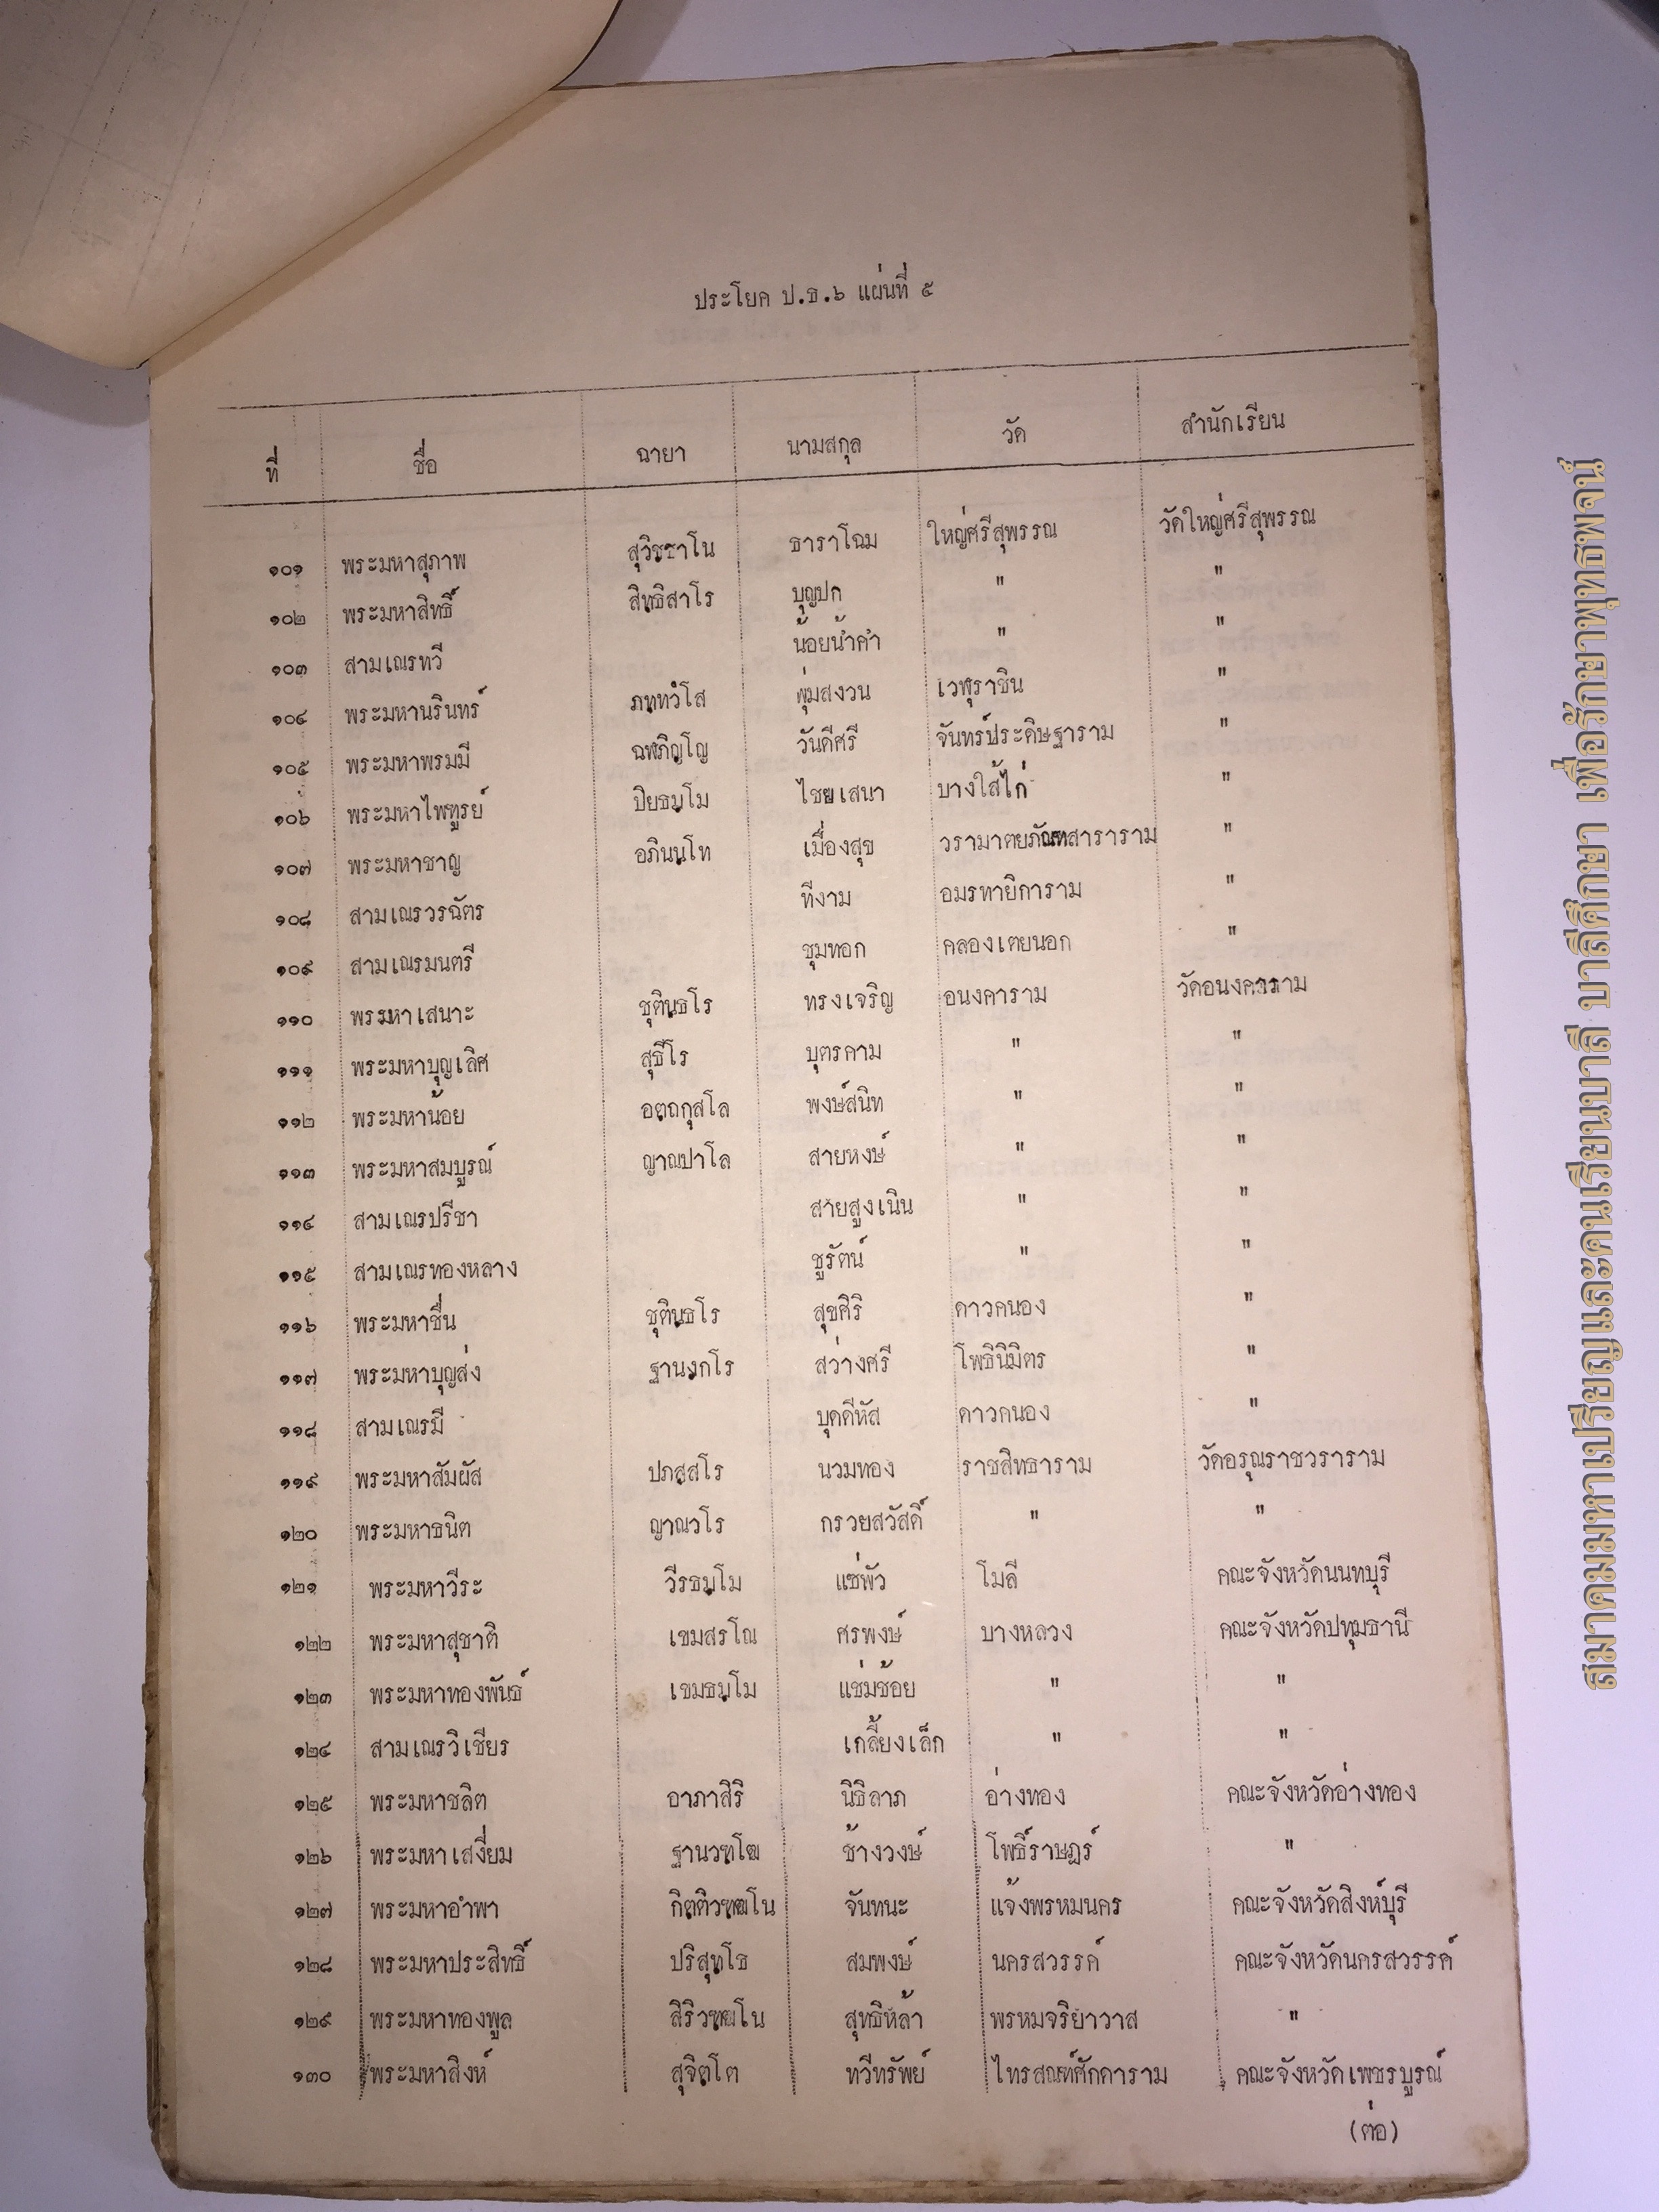 ประโยค ป.ธ.๖ แผ่นที่ ๕
ที่ ชื่อ ฉายา นามสกุล วัด สำนักเรียน
๑๐๑ พระมหาสุภาพ สุวิชฺชาโน ธาราโฉม ใหญ่ศรีสุพรรณ วัดใหญ่ศรีสุพรรณ
๑๐๒ พระมหาสิทธิ์ สิทฺธิสาโร บุญปก " "
๑๐๓ สามเณรทวี น้อยน้ำคำ " "
๑๐๔ พระมหานรินทร์ ภทฺทวํโส พุ่มสงวน เวฬุราชิน "
๑๐๕ พระมหาพรมมี ฉฬภิญฺโญ วันดีศรี จันทร์ประดิษฐาราม "
๑๐๖ พระมหาไพฑูรย์ ปิยธมฺโม ไชยเสนา บางใส้ไก่ "
๑๐๗ พระมหาชาญ อภินนฺโท เมื่องสุข วรามาตยภัณฑสาราราม "
๑๐๘ สามเณรวรฉัตร ทีงาม อมรทายิการาม "
๑๐๙ สามเณรมนตรี ชุมทอก คลองเตยนอก "
๑๑๐ พระมหาเสนาะ ชุตินฺธโร ทรงเจริญ อนงคาราม วัดอนงคาราม
๑๑๑ พระมหาบุญเลิศ สุธีโร บุตรคาม " "
๑๑๒ พระมหาน้อย อตฺถกุสโล พงษ์สนิท " "
๑๑๓ พระมหาสมบูรณ์ ญาณปาโล สายหงษ์ " "
๑๑๔ สามเณรปรีชา สายสูงเนิน " "
๑๑๕ สามเณรทองหลาง ชูรัตน์ " "
๑๑๖ พระมหาชื่น ชุตินฺธโร สุขศิริ ดาวคนอง "
๑๑๗ พระมหาบุญส่ง ฐานงฺกโร สว่างศรี โพธินิมิตร "
๑๑๘ สามเณรมี บุคดีหัส ดาวคนอง "
๑๑๙ พระมหาสัมผัส ปภสฺสโร นวมทอง ราชสิทธาราม วัดอรุณราชวราราม
๑๒๐ พระมหาธนิต ญาณวโร กรวยสวัสดิ์ " "
๑๒๑ พระมหาวีระ วีรธมฺโม แซ่พัว โมลี คณะจังหวัดนนทบุรี
๑๒๒ พระมหาสุชาติ เขมสรโณ ศรพงษ์ บางหลวง คณะจังหวัดปทุมธานี
๑๒๓ พระมหาทองพันธ์ เขมธมฺโม แช่มช้อย " "
๑๒๔ สามเณรวิเชียร เกลี้ยงเล็ก " "
๑๒๕ พระมหาชลิต อาภาสิริ นิธิลาภ อ่างทอง คณะจังหวัดอ่างทอง
๑๒๖ พระมหาเสงี่ยม ฐานวฑฺโฒ ช้างวงษ์ โพธิ์ราษฎร์ "
๑๒๗ พระมหาอำพา กิตฺติวฑฺฒโน จันทนะ แจ้งพรหมนคร คณะจังหวัดสิงห์บุรี
๑๒๘ พระมหาประสิทธิ์ ปริสุทฺโธ สมพงษ์ นครสวรรค์ คณะจังหวัดนครสวรรค์
๑๒๙ พระมหาทองพูล สิริวฑฺฒโน สุทธิหล้า พรหมจริยาวาส "
๑๓๐ พระมหาสิงห์ สุจิตฺโต ทวีทรัพย์ ไทรสณฑ์ศักดาราม คณะจังหวัดเพชรบูรณ์
(ต่อ)
สมาคมมหาเปรียญและคนเรียนบาลี บาลีศึกษา เพื่อรักษาพุทธพจน์